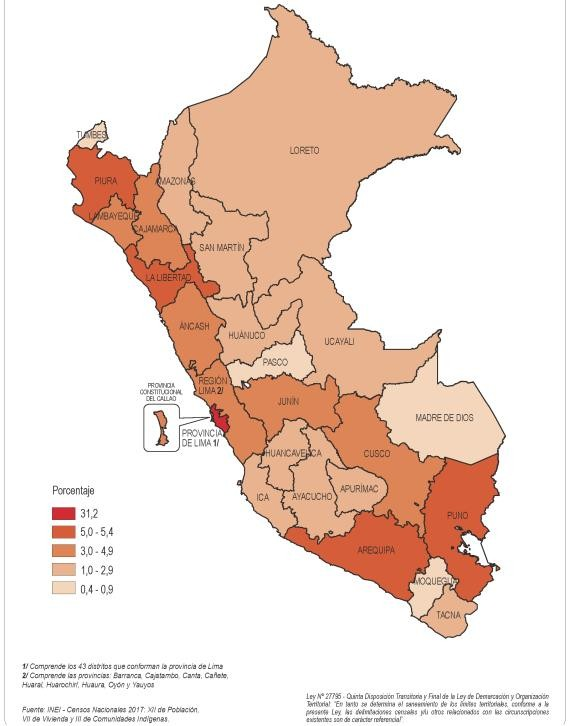 TUMBES
LORETO
PIURA
AMAZONAS
LAMBAYEQUE
CAJAMARCA
SAN MARTÍN
LA LIBERTAD
ÁNCASH
HUÁNUCO
UCAYALI
PASCO
PROVINCIA
CONSTITUCIONAL
DEL CALLAO
REGIÓN
LIMA 2/
JUNÍN
PROVINCIA
DE LIMA 1/
MADRE DE DIOS
HUANCAVELICA
CUSCO
ICA
AYACUCHO
APURÍMAC
PUNO
AREQUIPA
MOQUEGUA
TACNA
Porcentaje
31,2
5,0 - 5,4
3,0 - 4,9
1,0 - 2,9
0,4 - 0,9
1/ Comprende los 43 distritos que conforman la provincia de Lima
2/ Comprende las provincias: Barranca, Cajatambo, Canta, Cañete,
Huaral, Huarochirí, Huaura, Oyón y Yauyos
Fuente: INEI - Censos Nacionales 2017: XII de Población,
VII de Vivienda y III de Comunidades Indígenas.
Ley Nº 27795 - Quinta Disposición Transitoria y Final de la Ley de Demarcación y Organización
Territorial: "En tanto se determina el saneamiento de los límites territoriales, conforme a la
presente Ley, las delimitaciones censales y/u otros relacionados con las circunscripciones
existentes son de carácter referencial"